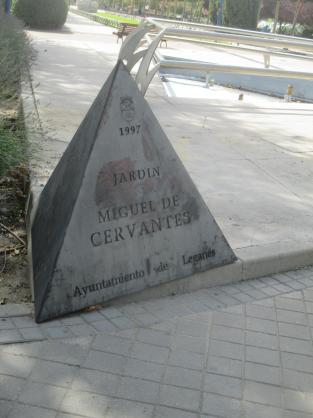 1997
JARDIN
MIGUEL DE
CERVANTES
Ayuntamiento de Leganés